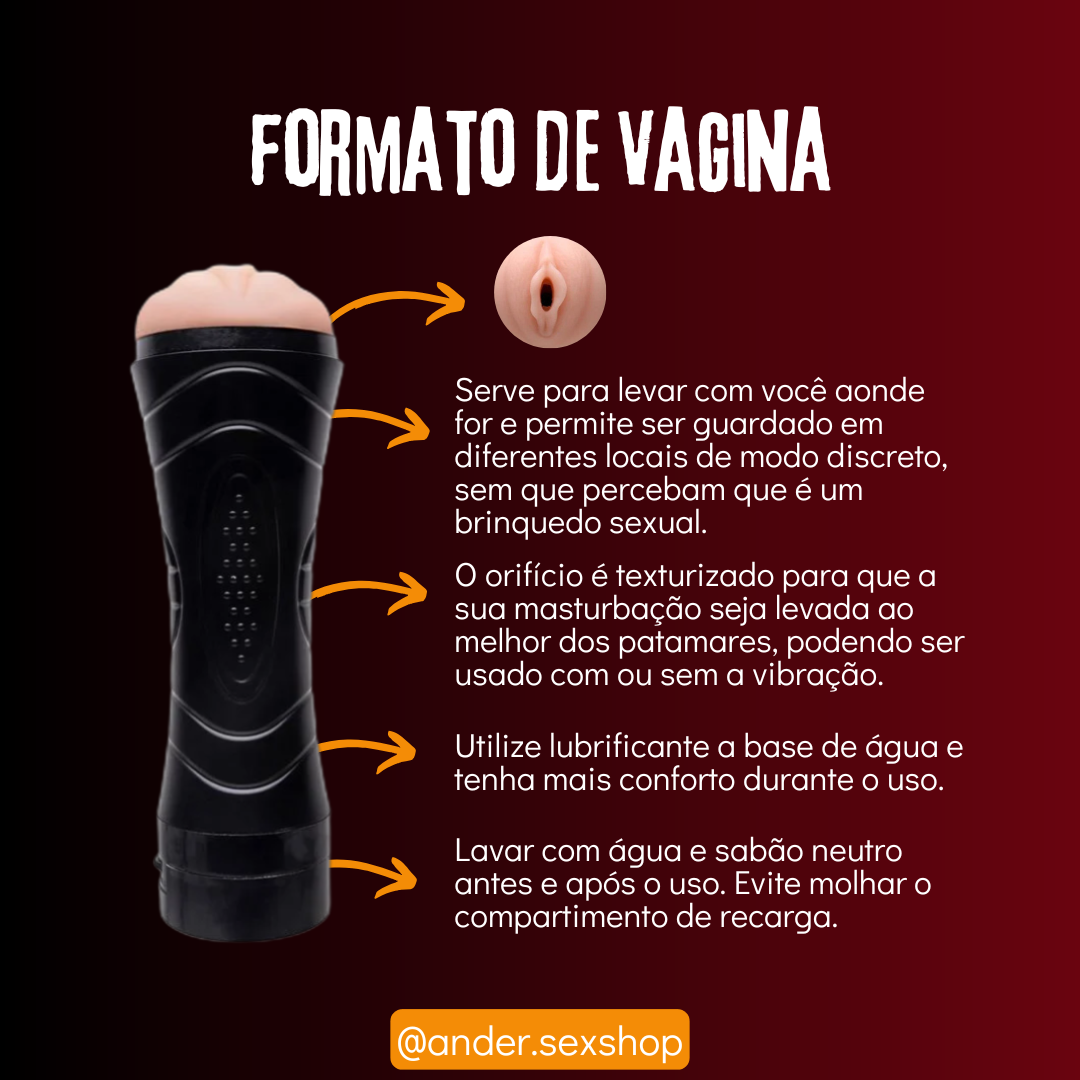 FORMATO DE VAGINA
Serve para levar com você aonde
for e permite ser guardado em
diferentes locais de modo discreto,
sem que percebam que é um
brinquedo sexual.
O orifício é texturizado para que a
sua masturbação seja levada ao
melhor dos patamares, podendo ser
usado com ou sem a vibração.
Utilize lubrificante a base de água e
tenha mais conforto durante o uso.
Lavar com água e sabão neutro
antes e após o uso. Evite molhar o
compartimento de recarga.
@ander.sexshop